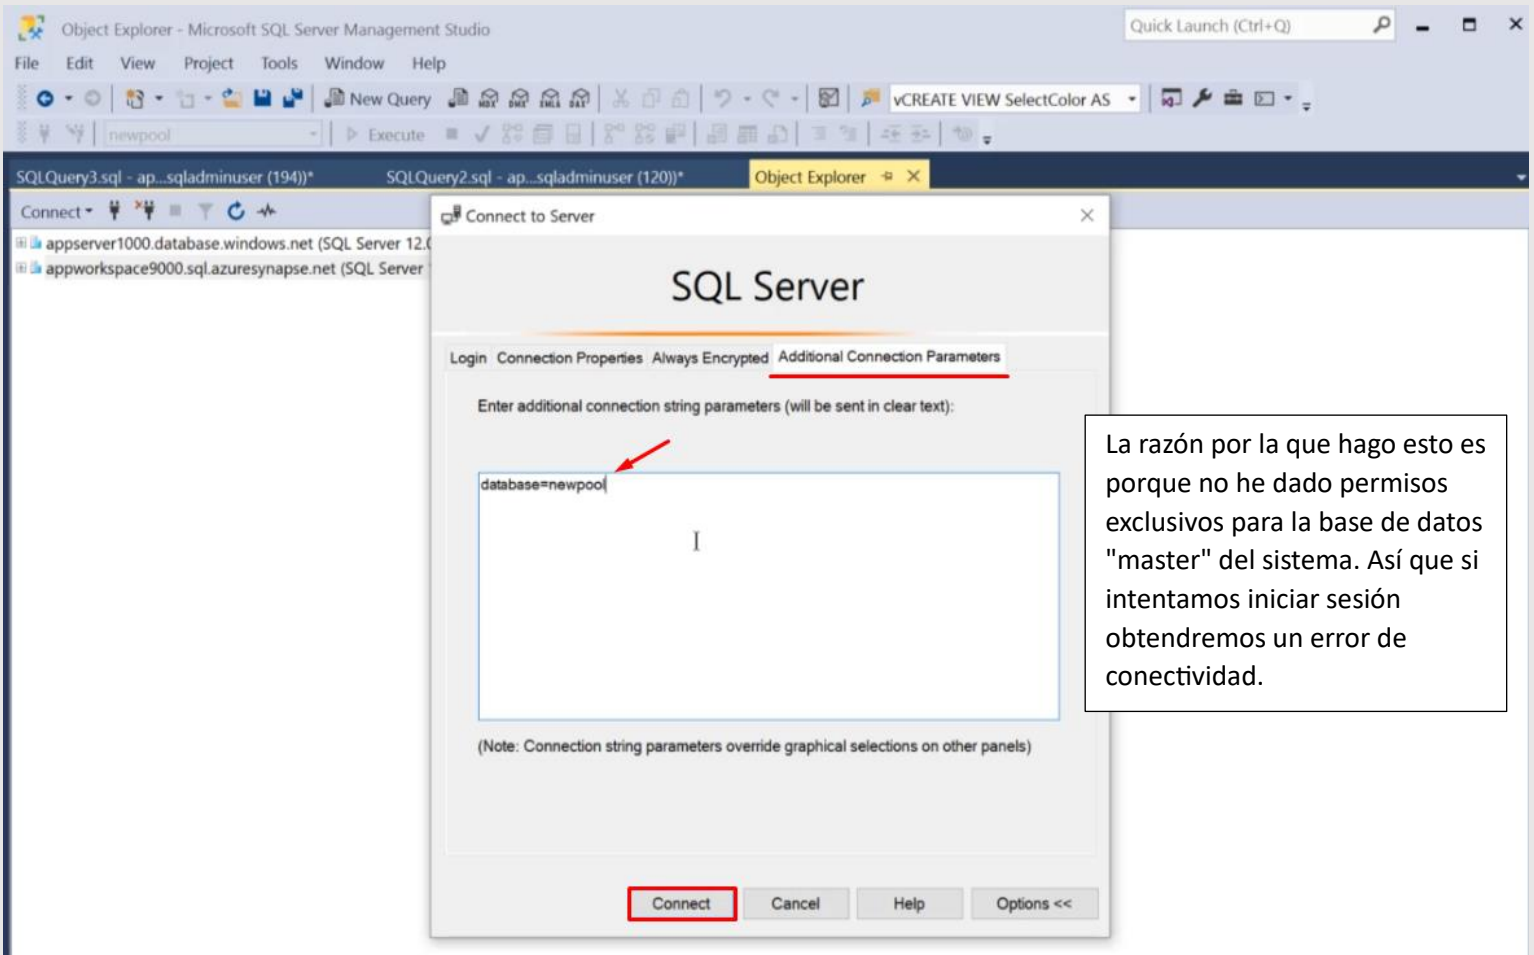 Object Explorer - Microsoft SQL Server Management Studio
Quick Launch (Ctrl+Q)
File Edit View Project Tools Window Help
New Query MDX DMX XMLA DAX vCREATE VIEW SelectColor AS
newpool Execute
SQLQuery3.sql - ap...sqladminuser (194))* SQLQuery2.sql - ap...sqladminuser (120))* Object Explorer
Connect
appserver1000.database.windows.net (SQL Server 12.0
appworkspace9000.sql.azuresynapse.net (SQL Server
Connect to Server
SQL Server
Login Connection Properties Always Encrypted Additional Connection Parameters
Enter additional connection string parameters (will be sent in clear text):
database=newpool
(Note: Connection string parameters override graphical selections on other panels)
Connect Cancel Help Options <<
La razón por la que hago esto es
porque no he dado permisos
exclusivos para la base de datos
"master" del sistema. Así que si
intentamos iniciar sesión
obtendremos un error de
conectividad.